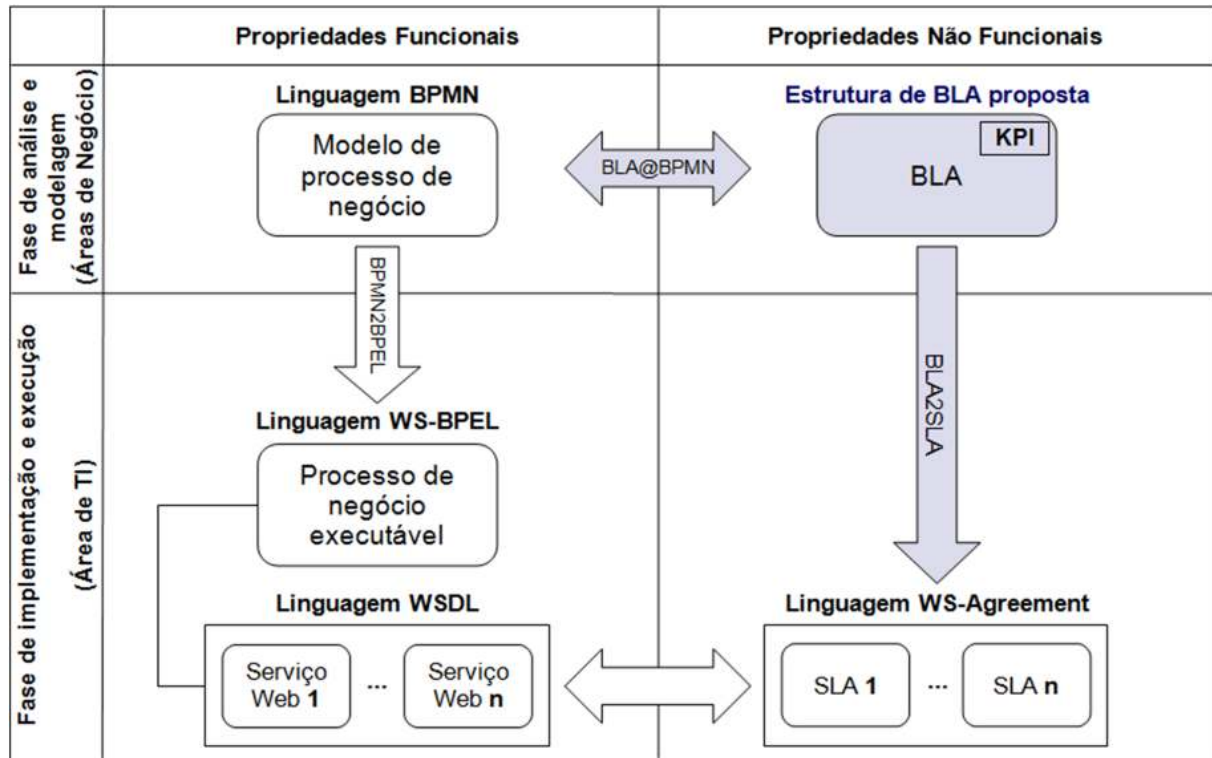 Propriedades Funcionais
Propriedades Não Funcionais
Fase de análise e
modelagem
(Áreas de Negócio)
Linguagem BPMN
Modelo de
processo de
negócio
BLA@BPMN
Estrutura de BLA proposta
KPI
BLA
BPMN2BPEL
BLA2SLA
Fase de implementação e execução
(Área de TI)
Linguagem WS-BPEL
Processo de
negócio
executável
Linguagem WSDL
Serviço
Web 1
...
Serviço
Web n
Linguagem WS-Agreement
SLA 1
...
SLA n